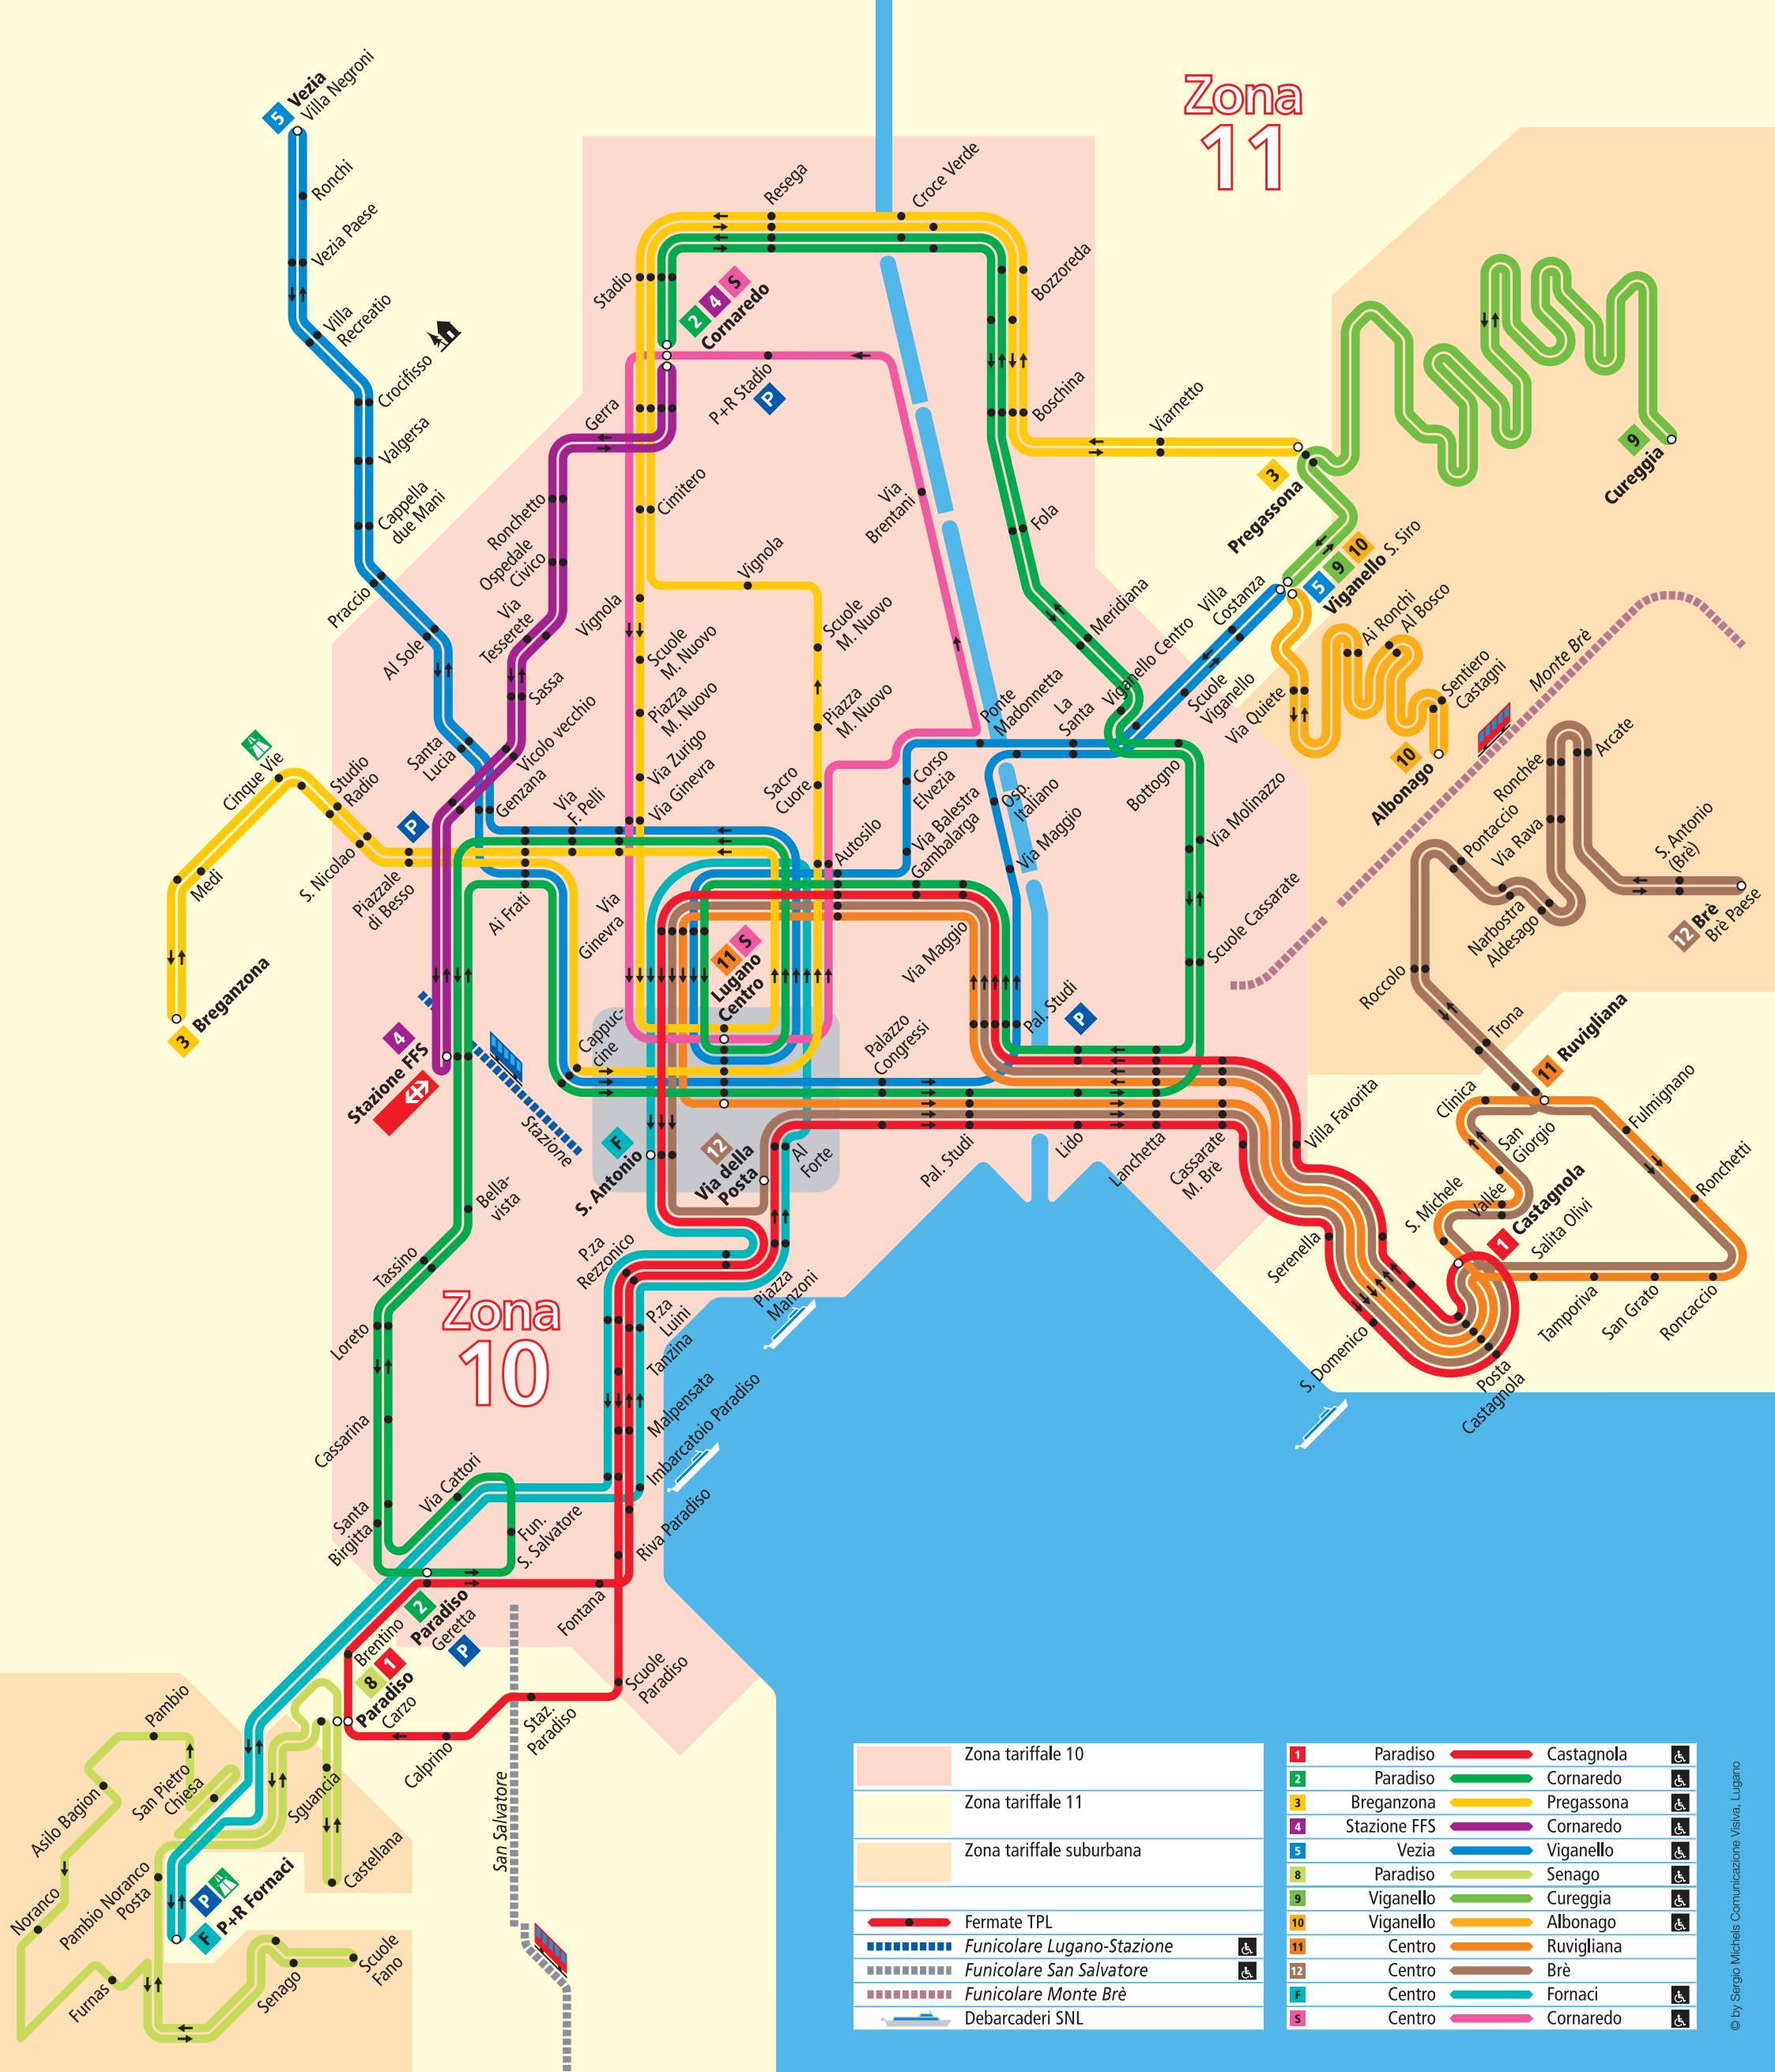 Zona
11
5
Vezia
Villa Negroni
Ronchi
Vezia Paese
Villa
Recreatio
Crocifisso
Valgersa
Cappella
due Mani
Praccio
Al Sole
Santa
Lucia
Genzana
Resega
Croce Verde
Stadio
2
4
S
Cornaredo
P+R Stadio
P
Bozzoreda
Boschina
Viarnetto
3
Pregassona
9
Cureggia
Gerra
Cimitero
Ronchetto
Ospedale
Civico
Via
Tesserete
Sassa
Vicolo vecchio
Vignola
Vignola
Scuole
M. Nuovo
Scuole
M. Nuovo
Piazza
M. Nuovo
Piazza
M. Nuovo
Via Zurigo
Via Ginevra
Sacro
Cuore
Autosilo
Via
Brentani
Fola
Meridiana
Viganello Centro
Villa
Costanza
5
9
10
Viganello
S. Siro
Scuole
Viganello
Via
Quiete
Ai Ronchi
Al Bosco
Sentiero
Castagni
10
Albonago
Monte Brè
Ponte
Madonnetta
La
Santa
Corso
Elvezia
Via Balestra
Gambalarga
Osp.
Italiano
Via Maggio
Via Maggio
Bottogno
Via Molinazzo
Scuole Cassarate
Cinque Vie
Studio
Radio
P
S. Nicolao
Piazzale
di Besso
Medi
3
Breganzona
Via
F. Pelli
Ai Frati
Via
Ginevra
11
S
Lugano
Centro
Cappuc-
cine
4
Stazione FFS
Stazione
F
S. Antonio
12
Via della
Posta
Al
Forte
Palazzo
Congressi
Pal. Studi
P
Pal. Studi
Lido
Lanchetta
Cassarate
M. Brè
Villa Favorita
Serenella
S. Domenico
Posta
Castagnola
1
Castagnola
Ronchée
Arcate
Pontaccio
Via Rava
Narbostra
Aldesago
S. Antonio
(Brè)
12
Brè
Brè Paese
Roccolo
Trona
11
Ruvigliana
Clinica
San
Giorgio
S. Michele
Vallée
Salita Olivi
Fulmignano
Ronchetti
Tamporiva
San Grato
Roncaccio
Bella-
vista
Tassino
Loreto
Cassarina
Santa
Birgitta
Zona
10
P.za
Rezzonico
Piazza
Manzoni
P.za
Luini
Tanzina
Malpensata
Imbarcatoio Paradiso
Riva Paradiso
Via Cattori
Fun.
S. Salvatore
2
Paradiso
Geretta
P
Fontana
Scuole
Paradiso
Staz.
Paradiso
Calprino
Brentino
8
1
Paradiso
Carzo
San Salvatore
Pambio
Asilo Bagion
San Pietro
Chiesa
Sguancia
Castellana
Noranco
Pambio Noranco
Posta
P
F
P+R Fornaci
Furnas
Senago
Scuole
Fano
Zona tariffale 10
Zona tariffale 11
Zona tariffale suburbana
Fermate TPL
Funicolare Lugano-Stazione
Funicolare San Salvatore
Funicolare Monte Brè
Debarcaderi SNL
1 Paradiso Castagnola
2 Paradiso Cornaredo
3 Breganzona Pregassona
4 Stazione FFS Cornaredo
5 Vezia Viganello
8 Paradiso Senago
9 Viganello Cureggia
10 Viganello Albonago
11 Centro Ruvigliana
12 Centro Brè
F Centro Fornaci
S Centro Cornaredo
© by Sergio Michels Comunicazione Visiva, Lugano